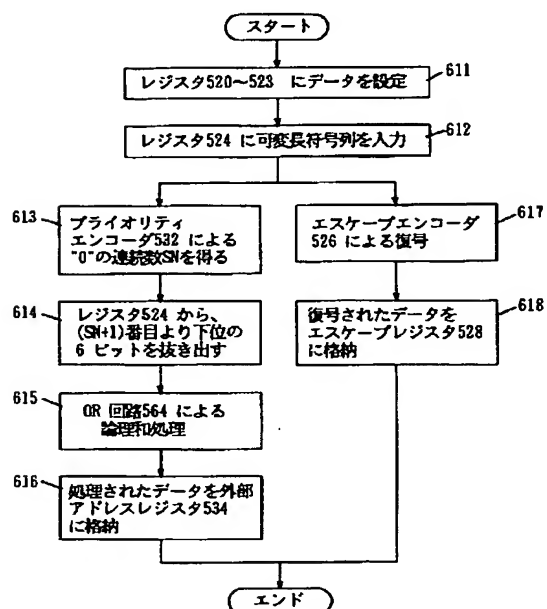 スタート
611
レジスタ520〜523 にデータを設定
612
レジスタ524 に可変長符号列を入力
613
プライオリティ
エンコーダ532 による
"0"の連続数SNを得る
617
エスケープエンコーダ
526 による復号
614
レジスタ524 から、
(SN+1)番目より下位の
6 ビットを抜き出す
618
復号されたデータを
エスケープレジスタ528
に格納
615
OR 回路564 による
論理和処理
616
処理されたデータを外部
アドレスレジスタ534
に格納
エンド